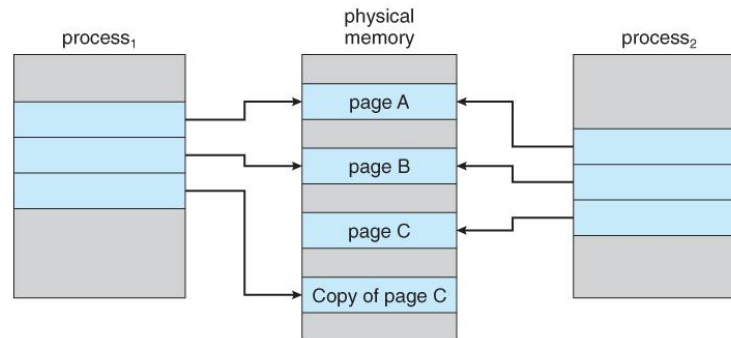 process₁
physical
memory
process₂
page A
page B
page C
Copy of page C